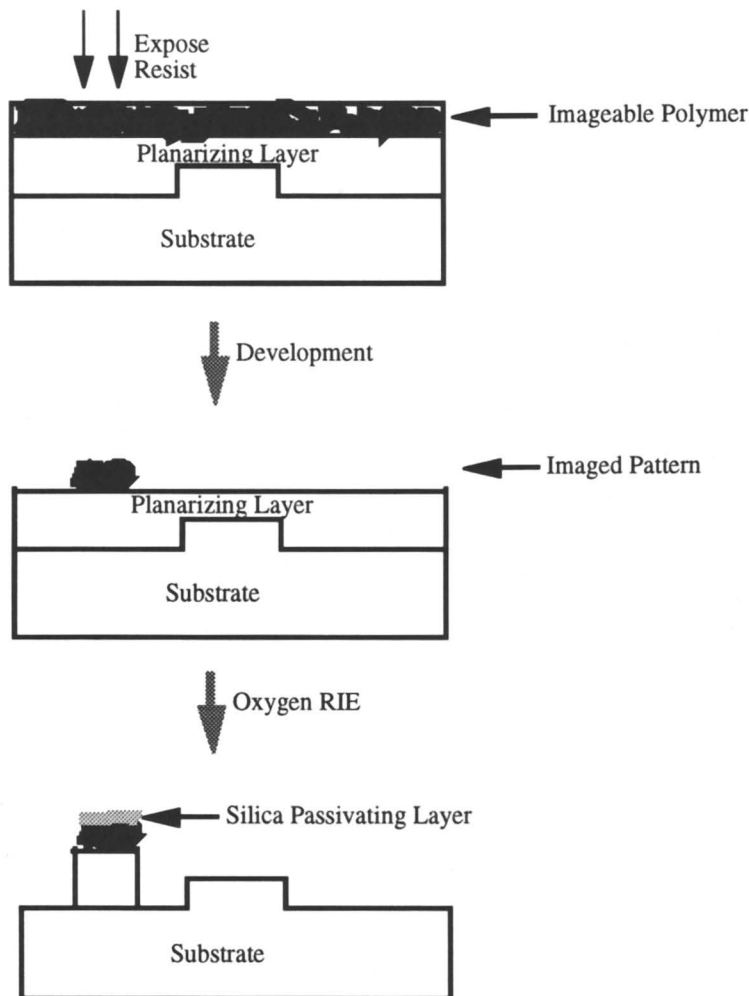 Expose
Resist
Imageable Polymer
Planarizing Layer
Substrate
Development
Imaged Pattern
Planarizing Layer
Substrate
Oxygen RIE
Silica Passivating Layer
Substrate